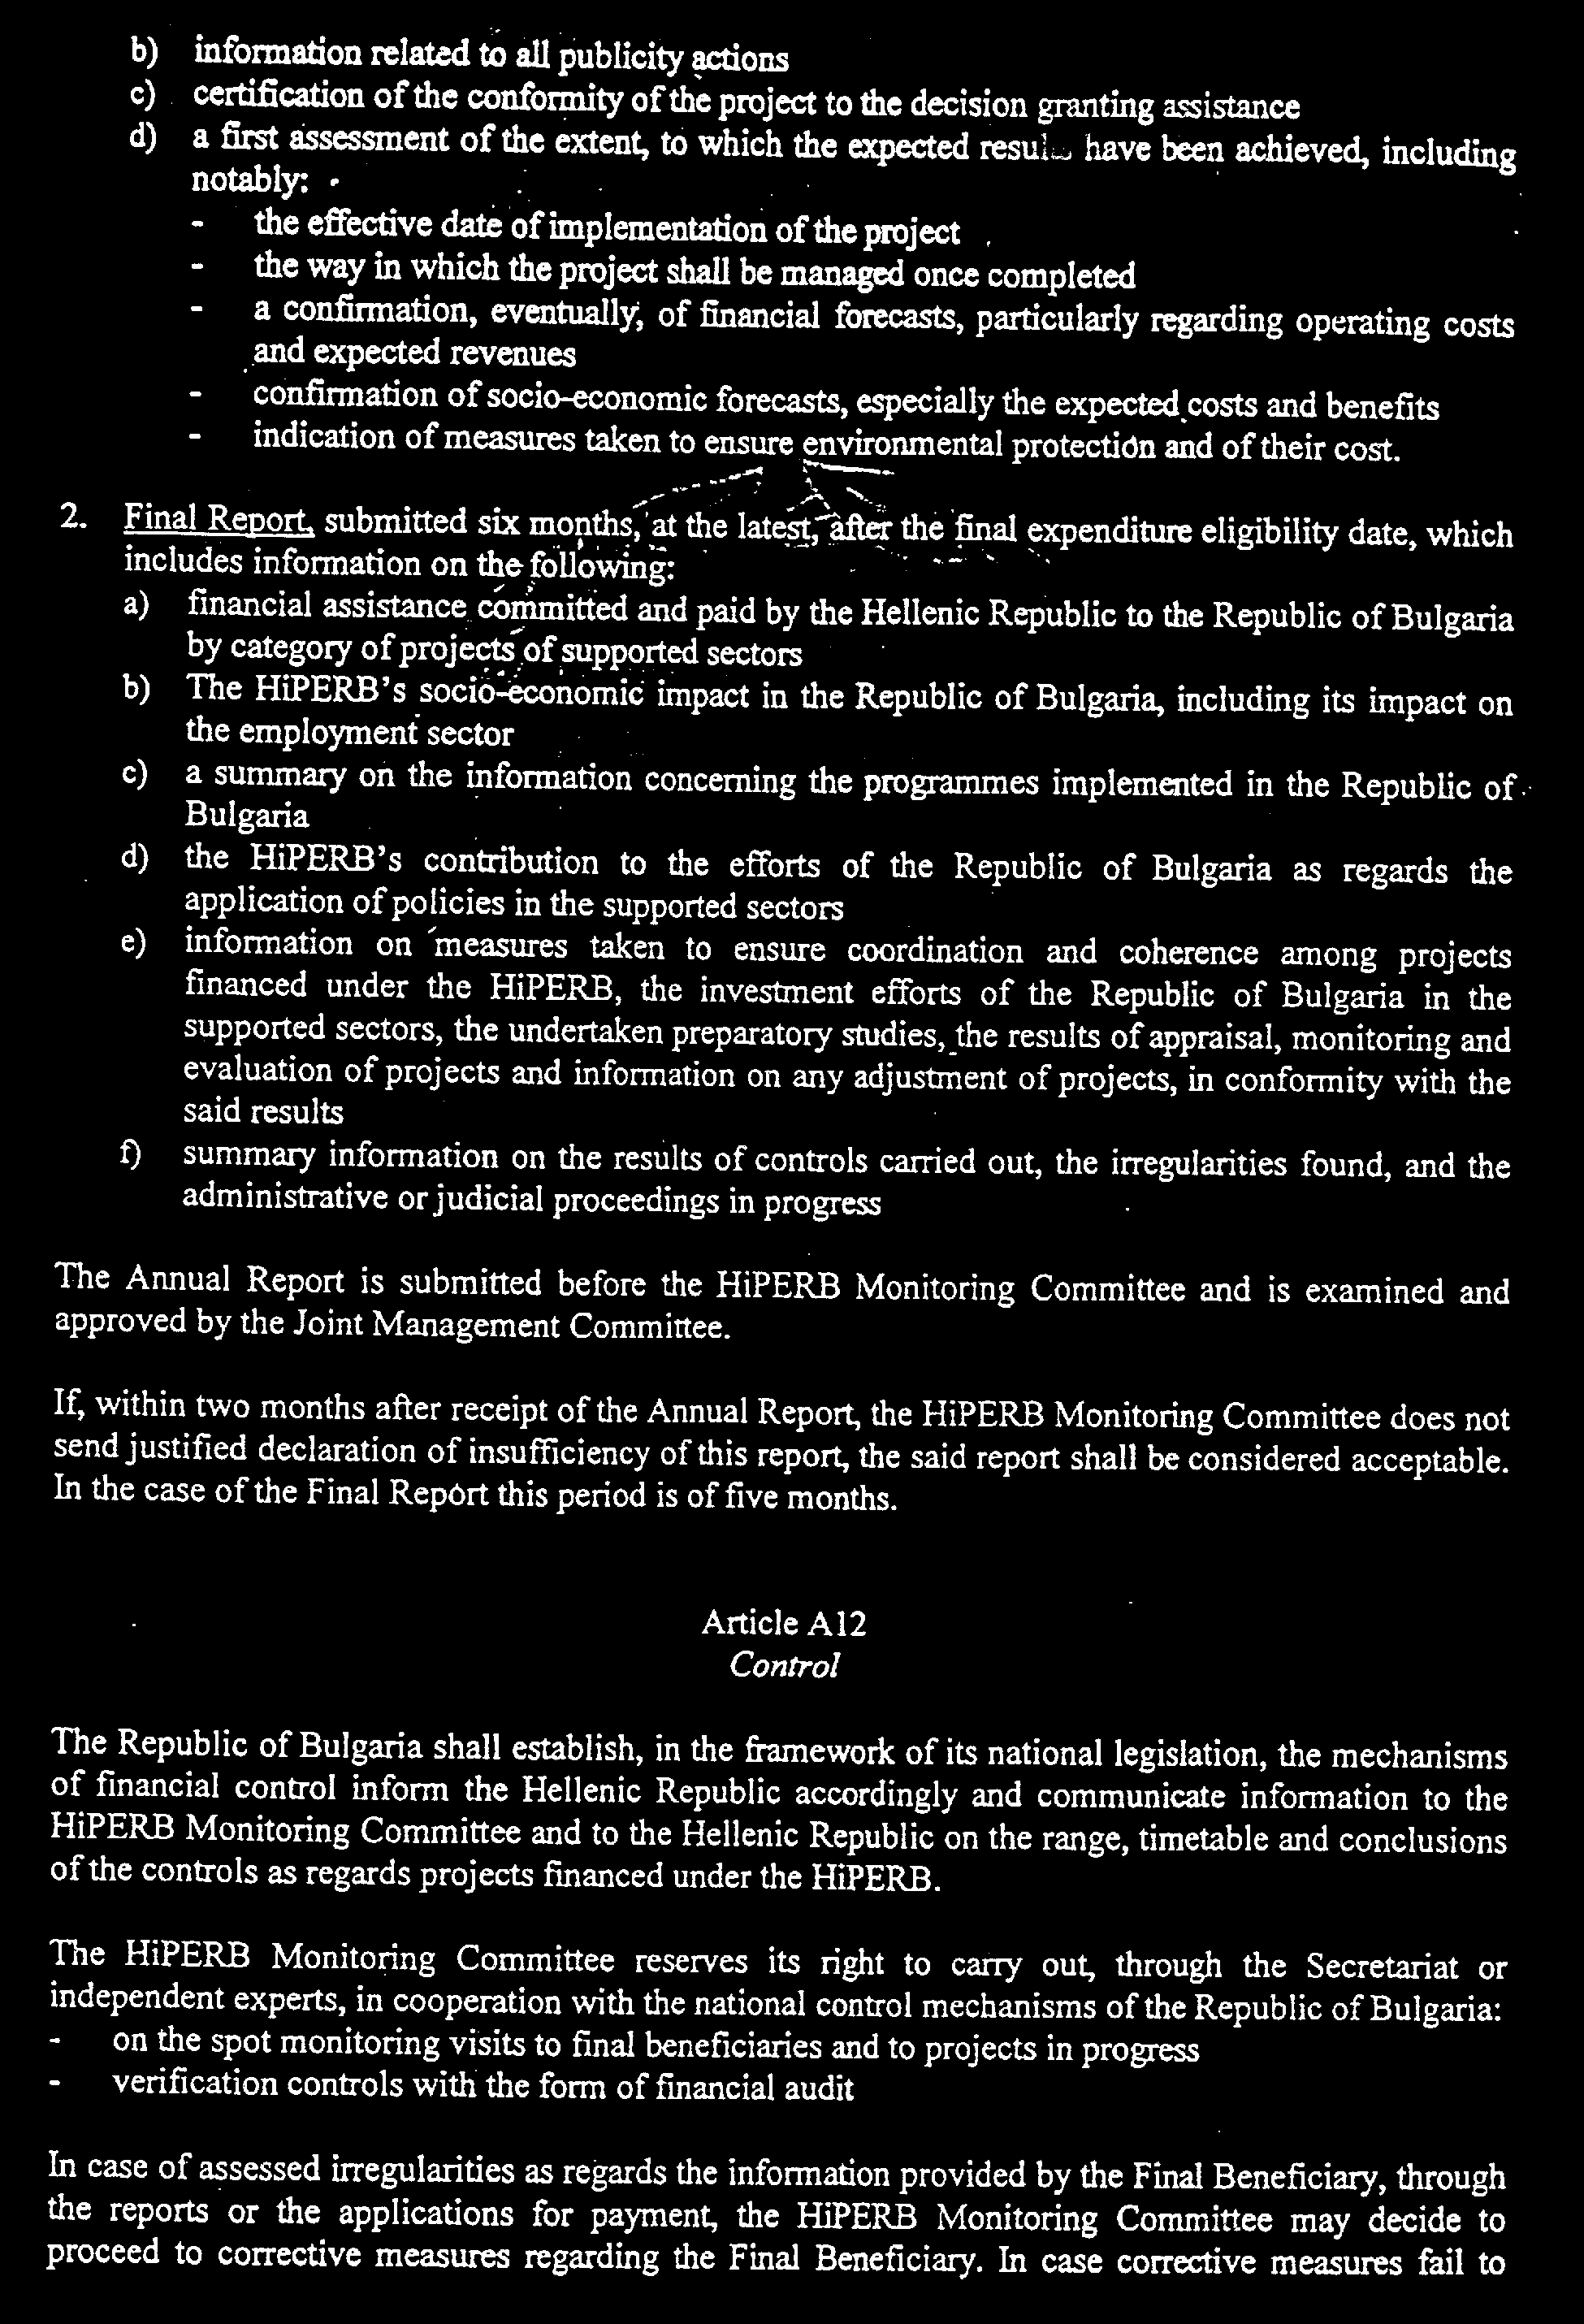 b) information related to all publicity actions
c) certification of the conformity of the project to the decision granting assistance
d) a first assessment of the extent, to which the expected have been achieved, including
notably:
- the effective date of implementation of the project
- the way in which the project shall be managed once completed
- a confirmation, eventually, of financial forecasts, particularly regarding operating costs
and expected revenues
- confirmation of socio-economic forecasts, especially the expected costs and benefits
- indication of measures taken to ensure environmental protection and of their cost.
2. Final Report, submitted six months, at the latest, after the final expenditure eligibility date, which
includes information on the following:
a) financial assistance committed and paid by the Hellenic Republic to the Republic of Bulgaria
by category of projects of supported sectors
b) The HiPERB's socio-economic impact in the Republic of Bulgaria, including its impact on
the employment sector
c) a summary on the information concerning the programmes implemented in the Republic of
Bulgaria
d) the HiPERB's contribution to the efforts of the Republic of Bulgaria as regards the
application of policies in the supported sectors
e) information on measures taken to ensure coordination and coherence among projects
financed under the HiPERB, the investment efforts of the Republic of Bulgaria in the
supported sectors, the undertaken preparatory studies, the results of appraisal, monitoring and
evaluation of projects and information on any adjustment of projects, in conformity with the
said results
f) summary information on the results of controls carried out, the irregularities found, and the
administrative or judicial proceedings in progress
The Annual Report is submitted before the HiPERB Monitoring Committee and is examined and
approved by the Joint Management Committee.
If, within two months after receipt of the Annual Report, the HiPERB Monitoring Committee does not
send justified declaration of insufficiency of this report, the said report shall be considered acceptable.
In the case of the Final Report this period is of five months.
Article A12
Control
The Republic of Bulgaria shall establish, in the framework of its national legislation, the mechanisms
of financial control inform the Hellenic Republic accordingly and communicate information to the
HiPERB Monitoring Committee and to the Hellenic Republic on the range, timetable and conclusions
of the controls as regards projects financed under the HiPERB.
The HiPERB Monitoring Committee reserves its right to carry out, through the Secretariat or
independent experts, in cooperation with the national control mechanisms of the Republic of Bulgaria:
- on the spot monitoring visits to final beneficiaries and to projects in progress
- verification controls with the form of financial audit
In case of assessed irregularities as regards the information provided by the Final Beneficiary, through
the reports or the applications for payment, the HiPERB Monitoring Committee may decide to
proceed to corrective measures regarding the Final Beneficiary. In case corrective measures fail to